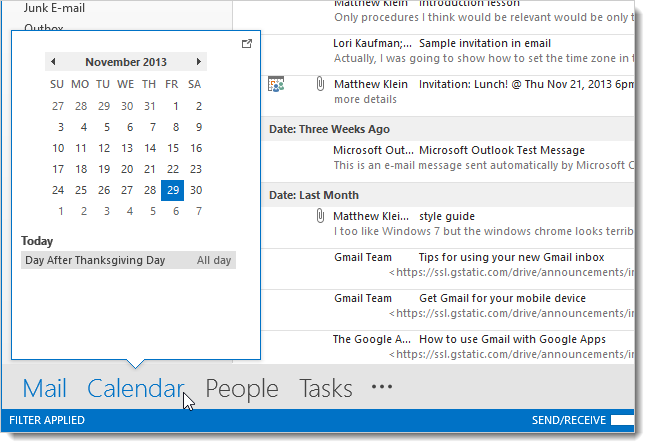 Junk E-mail
Outbox
November 2013
SU MO TU WE TH FR SA
27 28 29 30 31 1 2
3 4 5 6 7 8 9
10 11 12 13 14 15 16
17 18 19 20 21 22 23
24 25 26 27 28 29 30
1 2 3 4 5 6 7
Today
Day After Thanksgiving Day All day
Matthew Klein Introduction lesson
Only procedures I think would be relevant would be only t
Lori Kaufman;... Sample invitation in email
Actually, I was going to show how to set the time zone in t
Matthew Klein Invitation: Lunch! @ Thu Nov 21, 2013 6pm
more details
Date: Three Weeks Ago
Microsoft Out... Microsoft Outlook Test Message
This is an e-mail message sent automatically by Microsoft O
Date: Last Month
Matthew Klei... style guide
I too like Windows 7 but the windows chrome looks terrib
Gmail Team Tips for using your new Gmail inbox
<https://ssl.gstatic.com/drive/announcements/in
Gmail Team Get Gmail for your mobile device
<https://ssl.gstatic.com/drive/announcements/in
The Google A... How to use Gmail with Google Apps
<https://ssl.gstatic.com/drive/announcements/in
Mail Calendar People Tasks ···
FILTER APPLIED SEND/RECEIVE